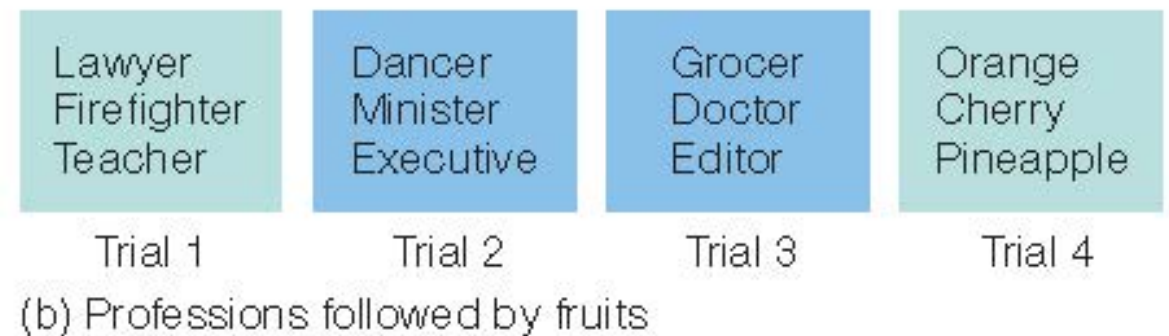 Lawyer
Firefighter
Teacher
Dancer
Minister
Executive
Grocer
Doctor
Editor
Orange
Cherry
Pineapple
Trial 1
Trial 2
Trial 3
Trial 4
(b) Professions followed by fruits